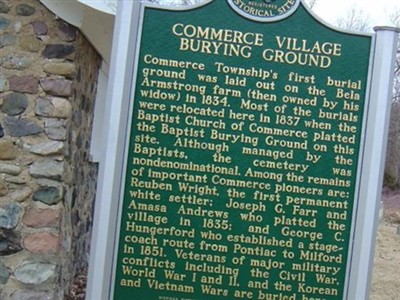 HISTORICAL SITE
COMMERCE VILLAGE
BURYING GROUND
Commerce Township's first burial
ground was laid out on the Bela
Armstrong farm (then owned by his
widow) in 1834. Most of the burials
were relocated here in 1837 when the
Baptist Church of Commerce platted
the Baptist Burying Ground on this
site. Although managed by the
Baptists, the cemetery was
nondenominational. Among the remains
of important Commerce pioneers are:
Reuben Wright, the first permanent
white settler; Joseph G. Farr and
Amasa Andrews who platted the
village in 1835; and George C.
Hungerford who established a stage-
coach route from Pontiac to Milford
in 1851. Veterans of major military
conflicts including the Civil War,
World War I and II, and the Korean
and Vietnam Wars are buried here.